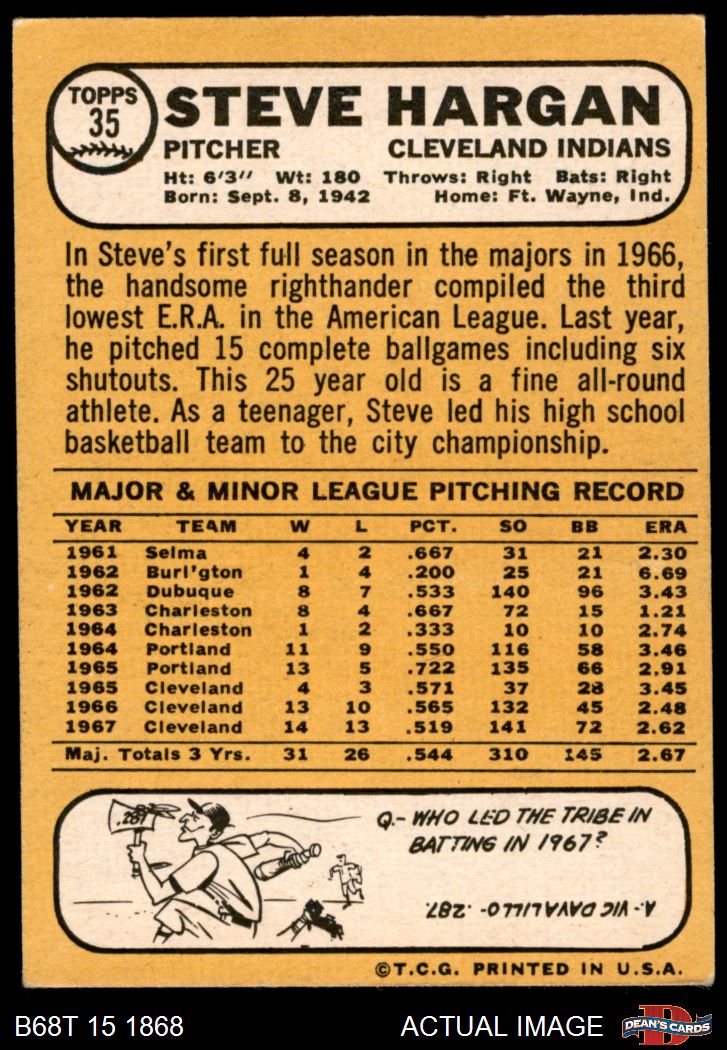 TOPPS
35
STEVE HARGAN
PITCHER CLEVELAND INDIANS
Ht: 6'3" Wt: 180 Throws: Right Bats: Right
Born: Sept. 8, 1942 Home: Ft. Wayne, Ind.
In Steve's first full season in the majors in 1966,
the handsome righthander compiled the third
lowest E.R.A. in the American League. Last year,
he pitched 15 complete ballgames including six
shutouts. This 25 year old is a fine all-round
athlete. As a teenager, Steve led his high school
basketball team to the city championship.
MAJOR & MINOR LEAGUE PITCHING RECORD
YEAR TEAM W L PCT. SO BB ERA
1961 Selma 4 2 .667 31 21 2.30
1962 Burl'gton 1 4 .200 25 21 6.69
1962 Dubuque 8 7 .533 140 96 3.43
1963 Charleston 8 4 .667 72 15 1.21
1964 Charleston 1 2 .333 10 10 2.74
1964 Portland 11 9 .550 116 58 3.46
1965 Portland 13 5 .722 135 66 2.91
1965 Cleveland 4 3 .571 37 28 3.45
1966 Cleveland 13 10 .565 132 45 2.48
1967 Cleveland 14 13 .519 141 72 2.62
Maj. Totals 3 Yrs. 31 26 .544 310 145 2.67
.287
Q.- WHO LED THE TRIBE IN
BATTING IN 1967?
A.- VIC DAVALILLO- .287.
©T.C.G. PRINTED IN U.S.A.
B68T 15 1868 ACTUAL IMAGE
D
DEAN'S CARDS